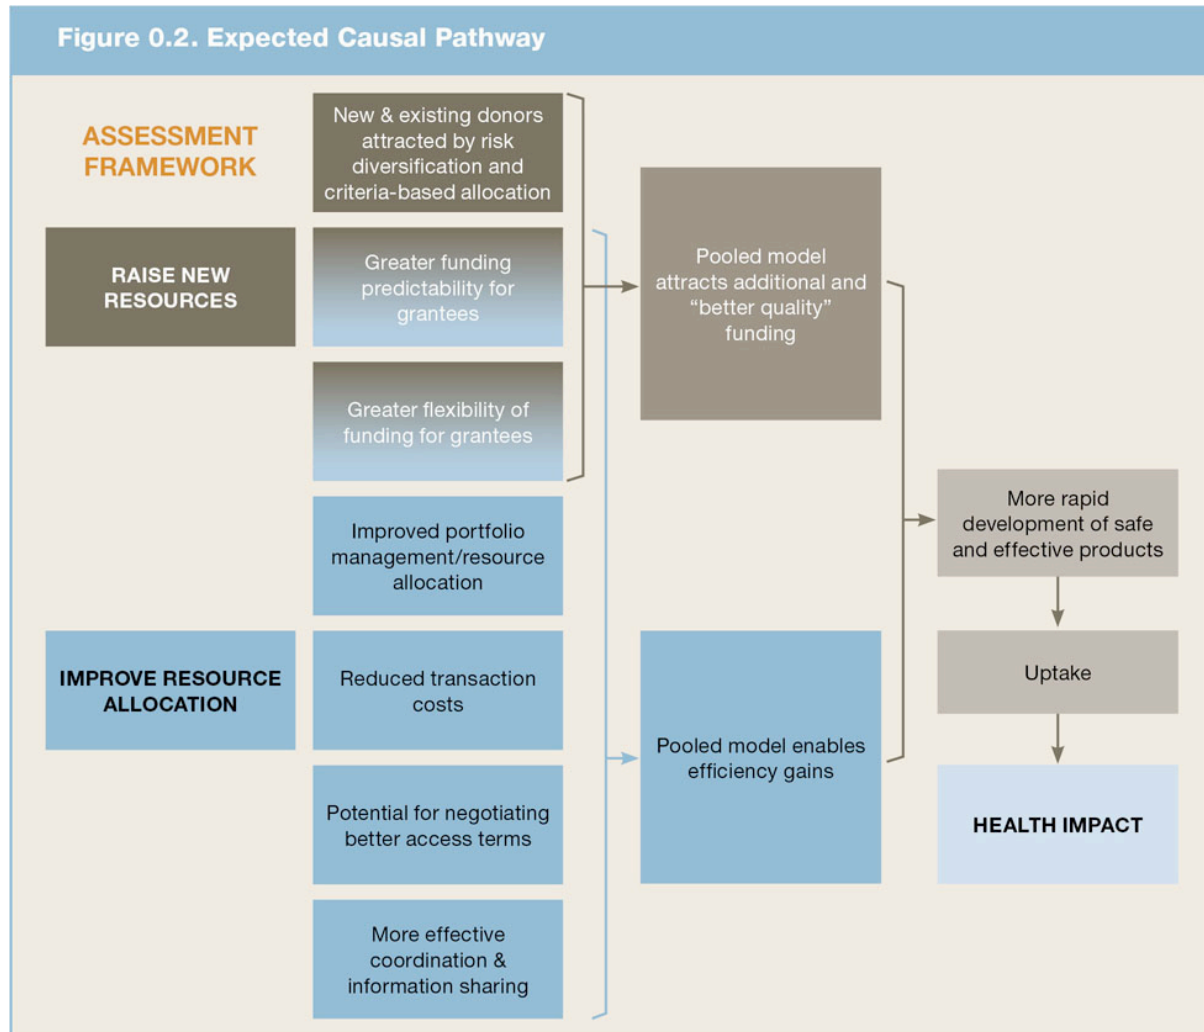 Figure 0.2. Expected Causal Pathway
ASSESSMENT
FRAMEWORK
New & existing donors
attracted by risk
diversification and
criteria-based allocation
RAISE NEW
RESOURCES
Greater funding
predictability for
grantees
Greater flexibility of
funding for grantees
Pooled model
attracts additional and
“better quality”
funding
Improved portfolio
management/resource
allocation
IMPROVE RESOURCE
ALLOCATION
Reduced transaction
costs
Potential for negotiating
better access terms
More effective
coordination &
information sharing
Pooled model enables
efficiency gains
More rapid
development of safe
and effective products
Uptake
HEALTH IMPACT